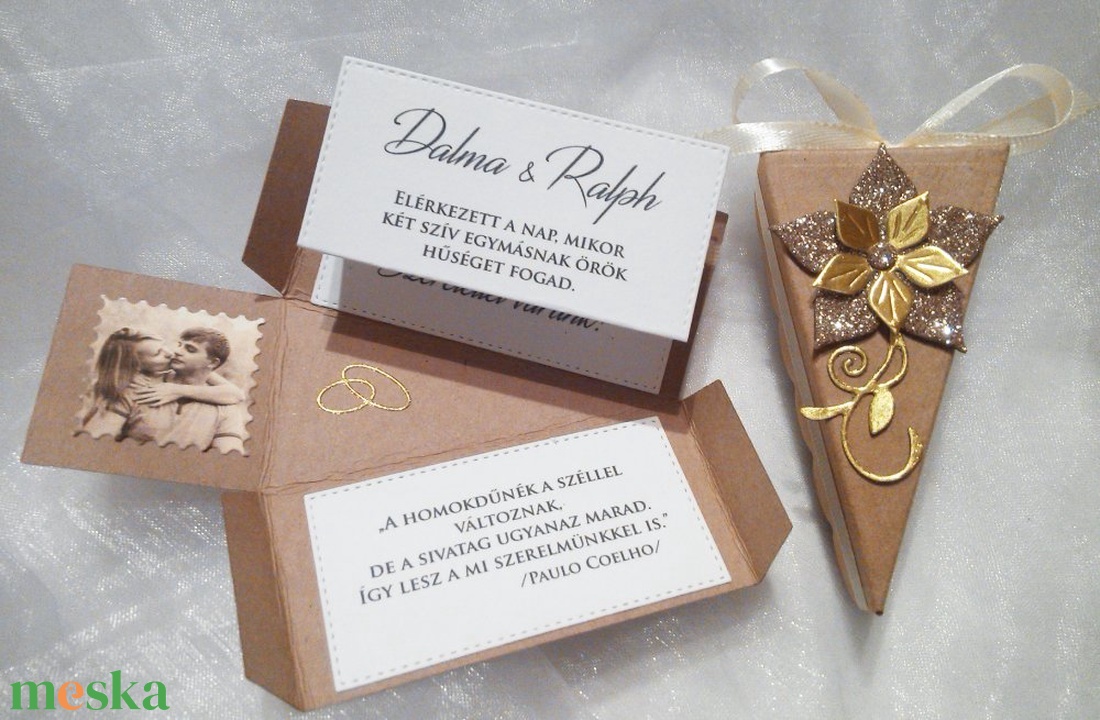 Dalma & Ralph
ELÉRKEZETT A NAP, MIKOR
KÉT SZÍV EGYMÁSNAK ÖRÖK
HŰSÉGET FOGAD.
„A HOMOKDŰNÉK A SZÉLLEL
VÁLTOZNAK,
DE A SIVATAG UGYANAZ MARAD.
ÍGY LESZ A MI SZERELMÜNKKEL IS."
/PAULO COELHO/
meska